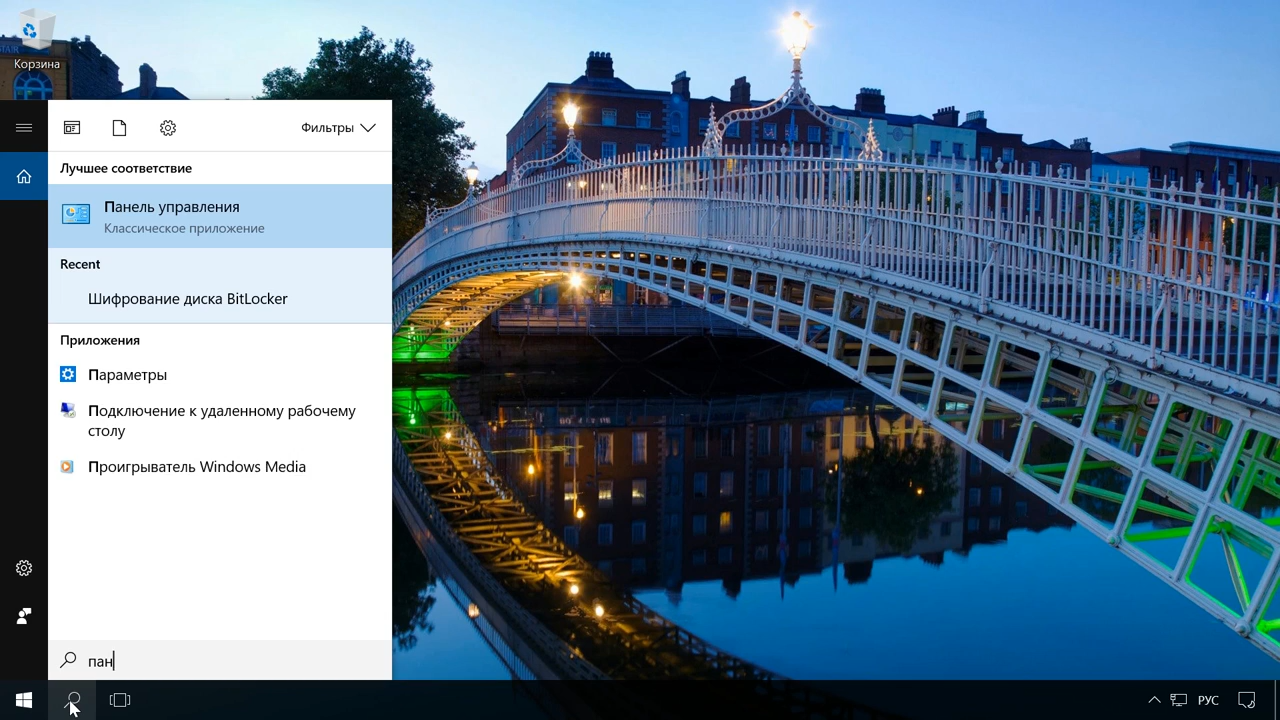 Корзина
Фильтры
Лучшее соответствие
Панель управления
Классическое приложение
Recent
Шифрование диска BitLocker
Приложения
Параметры
Подключение к удаленному рабочему
столу
Проигрыватель Windows Media
пан
РУС